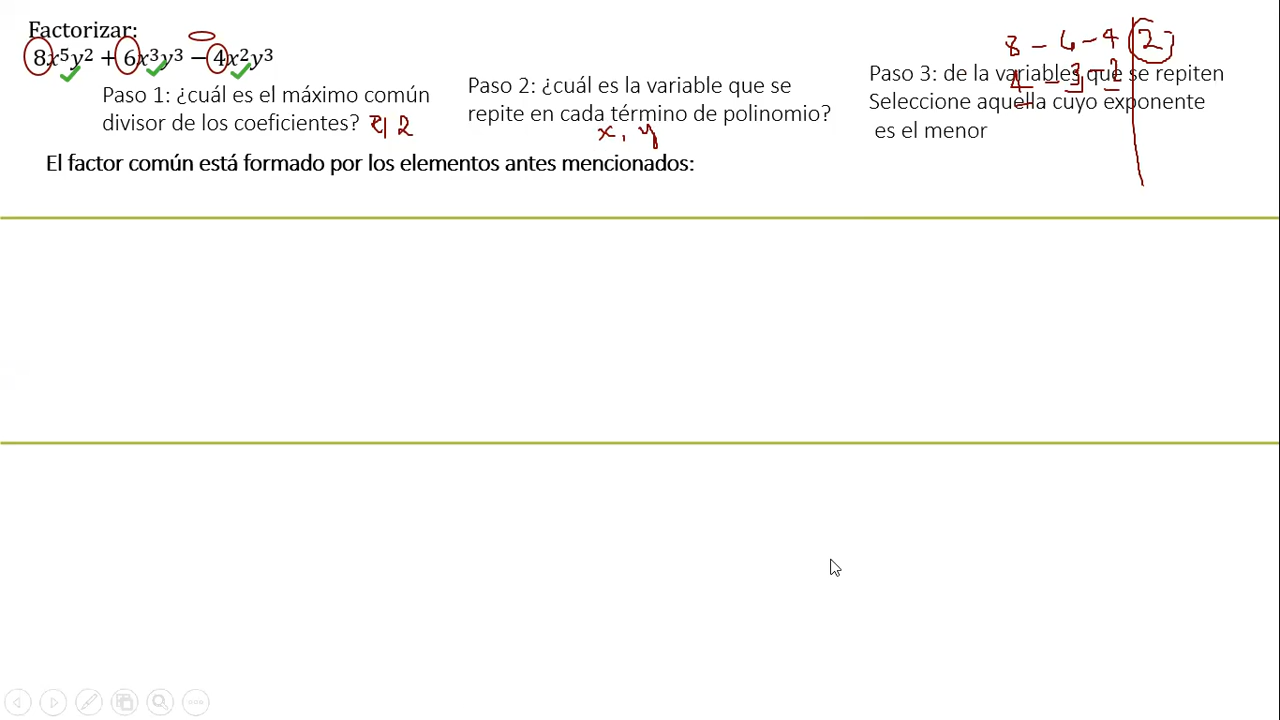 Factorizar:
8x⁵y² + 6x³y³ − 4x²y³
Paso 1: ¿cuál es el máximo común
divisor de los coeficientes? 2
Paso 2: ¿cuál es la variable que se
repite en cada término de polinomio?
x, y
8 - 6 - 4 | 2
4 - 3 - 2
Paso 3: de la variables que se repiten
Seleccione aquella cuyo exponente
es el menor
El factor común está formado por los elementos antes mencionados: